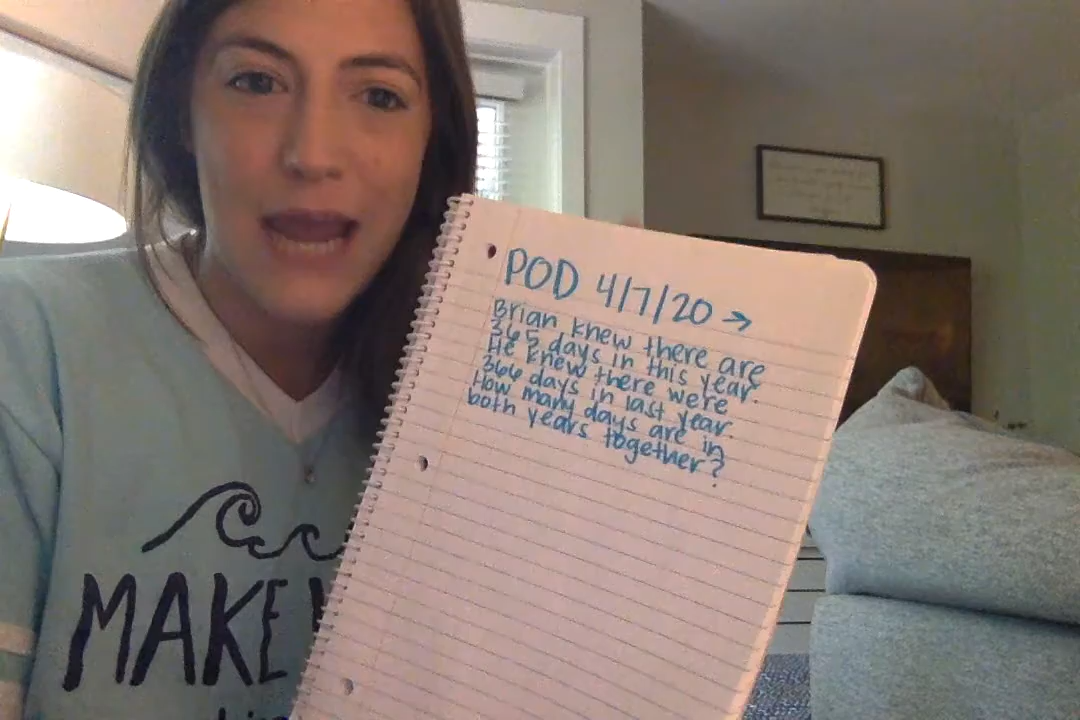 POD 4/7/20 →
Brian knew there are
365 days in this year.
He knew there were
366 days in last year.
How many days are in
both years together?
MAKE